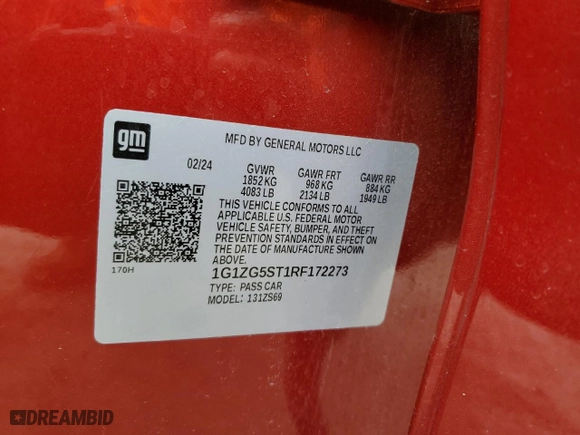 gm
MFD BY GENERAL MOTORS LLC
02/24 GVWR GAWR FRT GAWR RR
1852 KG 968 KG 884 KG
4083 LB 2134 LB 1949 LB
THIS VEHICLE CONFORMS TO ALL
APPLICABLE U.S. FEDERAL MOTOR
VEHICLE SAFETY, BUMPER, AND THEFT
PREVENTION STANDARDS IN EFFECT ON
THE DATE OF MANUFACTURE SHOWN
ABOVE.
170H
1G1ZG5ST1RF172273
TYPE: PASS CAR
MODEL: 131ZS69
DREAMBID